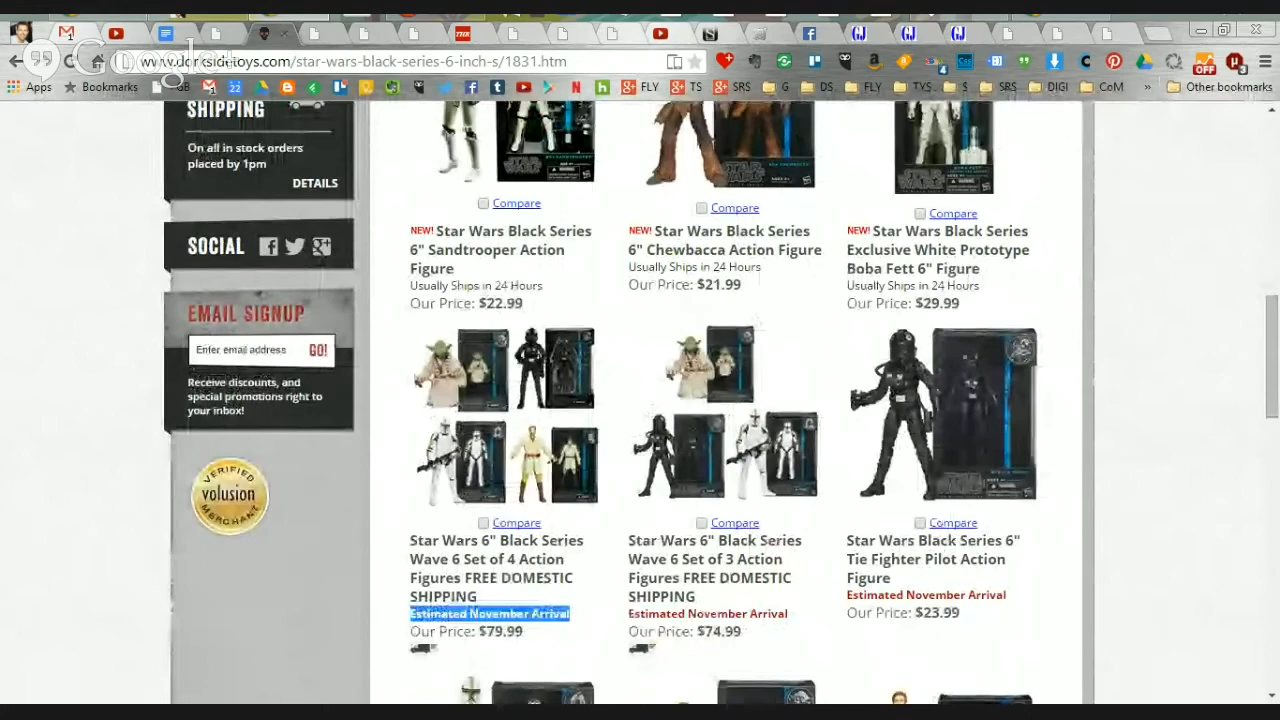 Google+
www.darksidetoys.com/star-wars-black-series-6-inch-s/1831.htm
Apps
Bookmarks
FLY
TS
SRS
G
DS
FLY
TYS
S
SBS
DIGI
CoM
»
Other bookmarks
SHIPPING
On all in stock orders
placed by 1pm
DETAILS
SOCIAL
EMAIL SIGNUP
Enter email address GO!
Receive discounts, and
special promotions right to
your inbox!
VERIFIED
volusion
MERCHANT
Compare
NEW! Star Wars Black Series
6" Sandtrooper Action
Figure
Usually Ships in 24 Hours
Our Price: $22.99
Compare
NEW! Star Wars Black Series
6" Chewbacca Action Figure
Usually Ships in 24 Hours
Our Price: $21.99
Compare
NEW! Star Wars Black Series
Exclusive White Prototype
Boba Fett 6" Figure
Usually Ships in 24 Hours
Our Price: $29.99
Compare
Star Wars 6" Black Series
Wave 6 Set of 4 Action
Figures FREE DOMESTIC
SHIPPING
Estimated November Arrival
Our Price: $79.99
Compare
Star Wars 6" Black Series
Wave 6 Set of 3 Action
Figures FREE DOMESTIC
SHIPPING
Estimated November Arrival
Our Price: $74.99
Compare
Star Wars Black Series 6"
Tie Fighter Pilot Action
Figure
Estimated November Arrival
Our Price: $23.99